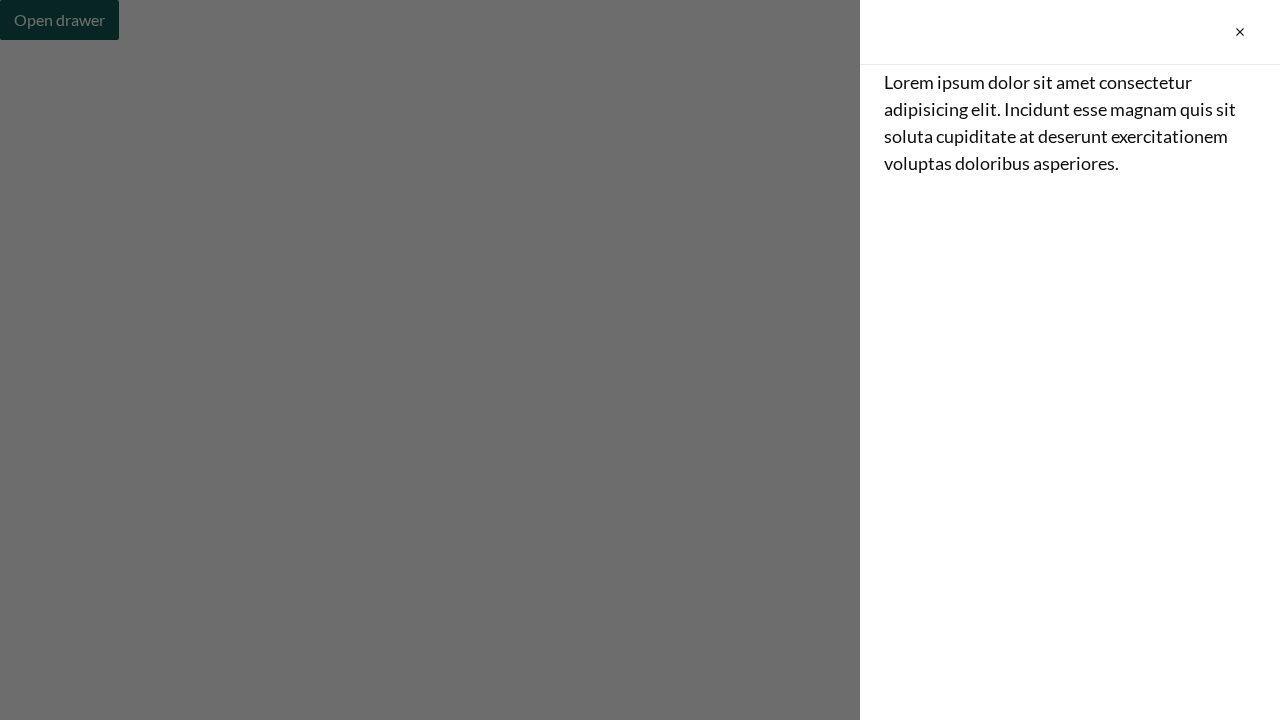 Open drawer
×
Lorem ipsum dolor sit amet consectetur
adipisicing elit. Incidunt esse magnam quis sit
soluta cupiditate at deserunt exercitationem
voluptas doloribus asperiores.